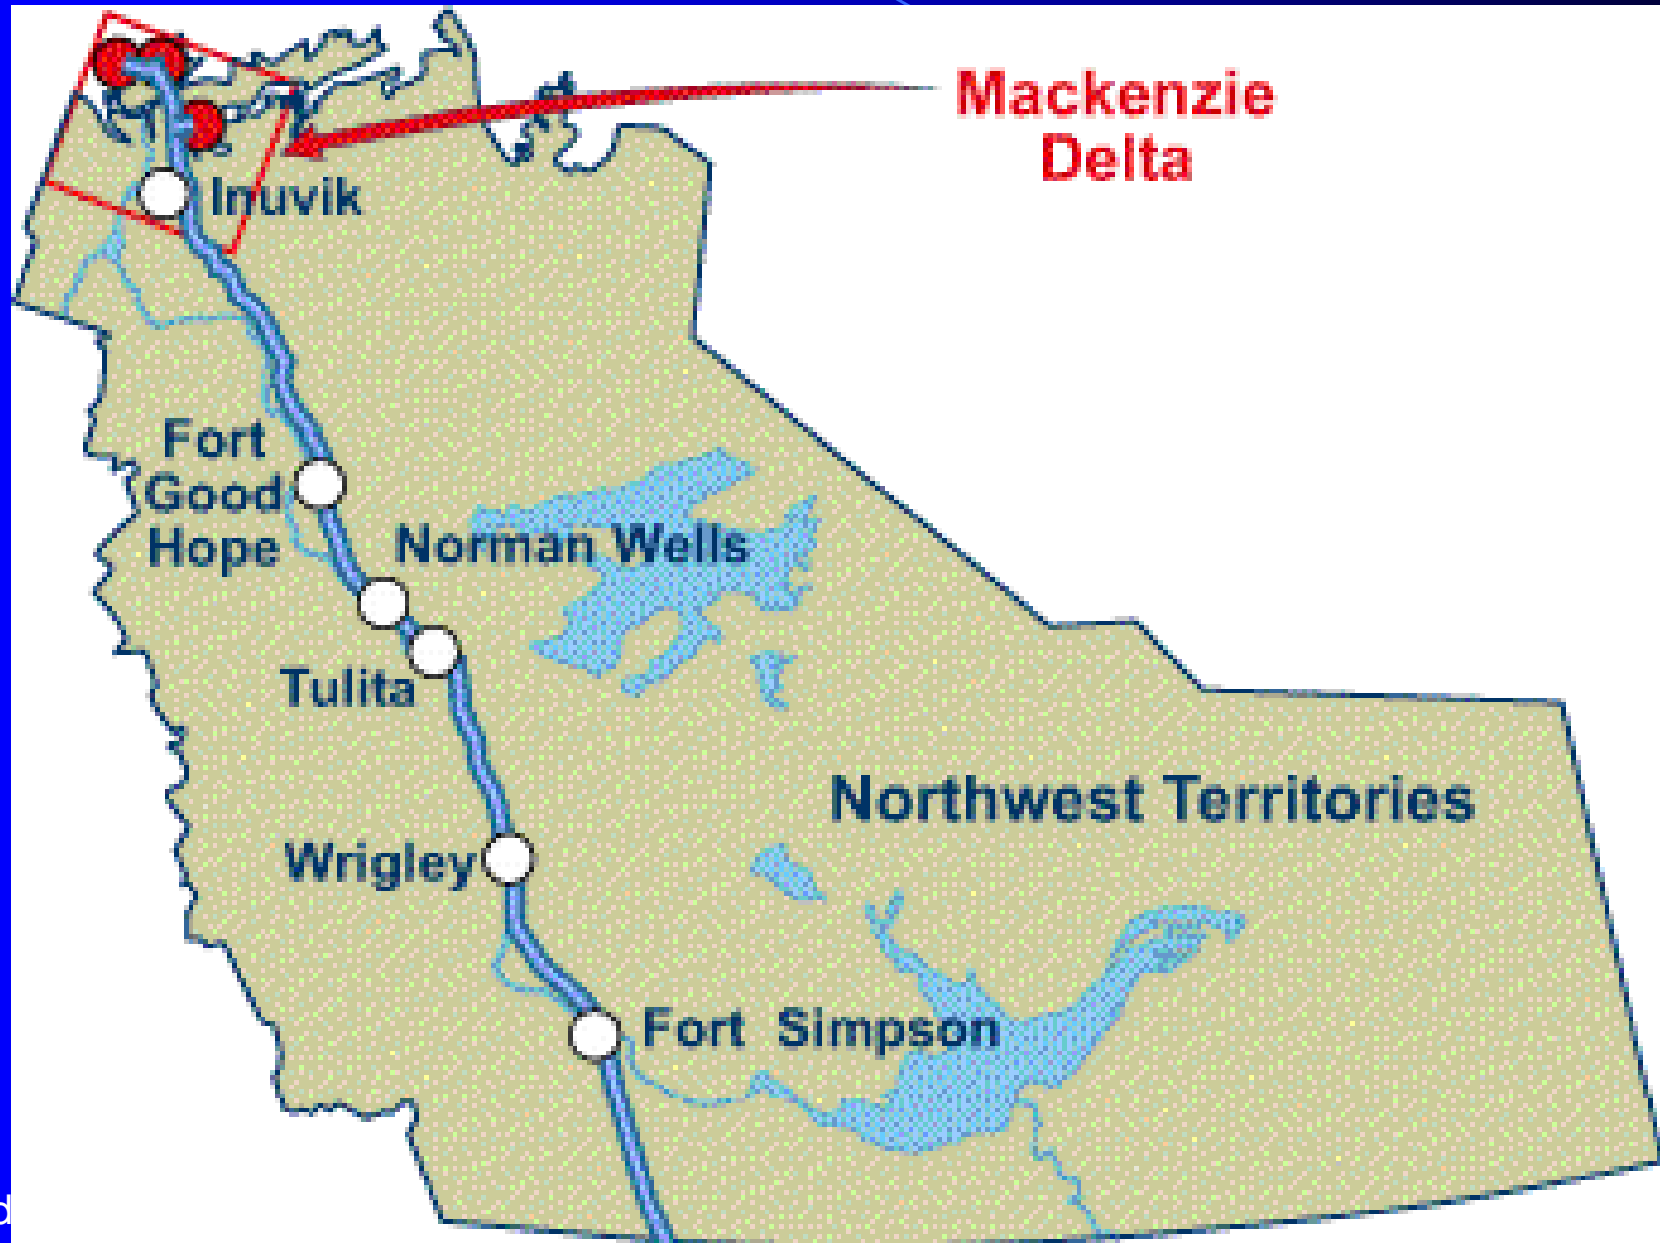 Mackenzie
Delta
Inuvik
Fort
Good
Hope
Norman Wells
Tulita
Northwest Territories
Wrigley
Fort Simpson
d